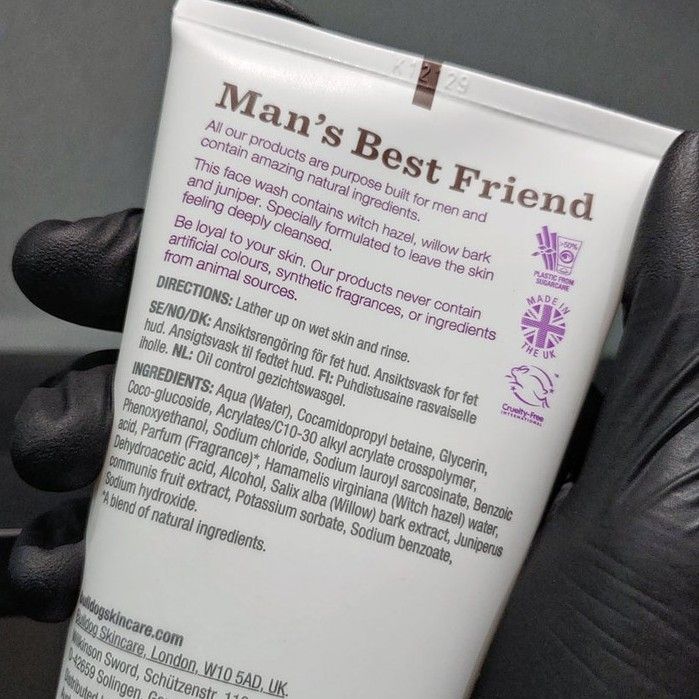 K12129
Man's Best Friend
All our products are purpose built for men and
contain amazing natural ingredients.
This face wash contains witch hazel, willow bark
and juniper. Specially formulated to leave the skin
feeling deeply cleansed.
Be loyal to your skin. Our products never contain
artificial colours, synthetic fragrances, or ingredients
from animal sources.
>50%
PLASTIC FROM
SUGARCANE
MADE IN
THE UK
Cruelty-Free
INTERNATIONAL
DIRECTIONS: Lather up on wet skin and rinse.
SE/NO/DK: Ansiktsrengöring för fet hud. Ansiktsvask for fet
hud. Ansigtsvask til fedtet hud. FI: Puhdistusaine rasvaiselle
iholle. NL: Oil control gezichtswasgel.
INGREDIENTS: Aqua (Water), Cocamidopropyl betaine, Glycerin,
Coco-glucoside, Acrylates/C10-30 alkyl acrylate crosspolymer,
Phenoxyethanol, Sodium chloride, Sodium lauroyl sarcosinate, Benzoic
acid, Parfum (Fragrance)*, Hamamelis virginiana (Witch hazel) water,
Dehydroacetic acid, Alcohol, Salix alba (Willow) bark extract, Juniperus
communis fruit extract, Potassium sorbate, Sodium benzoate,
Sodium hydroxide.
*A blend of natural ingredients.
bulldogskincare.com
Bulldog Skincare, London, W10 5AD, UK.
Wilkinson Sword, Schützenstr. 110
D-42659 Solingen,